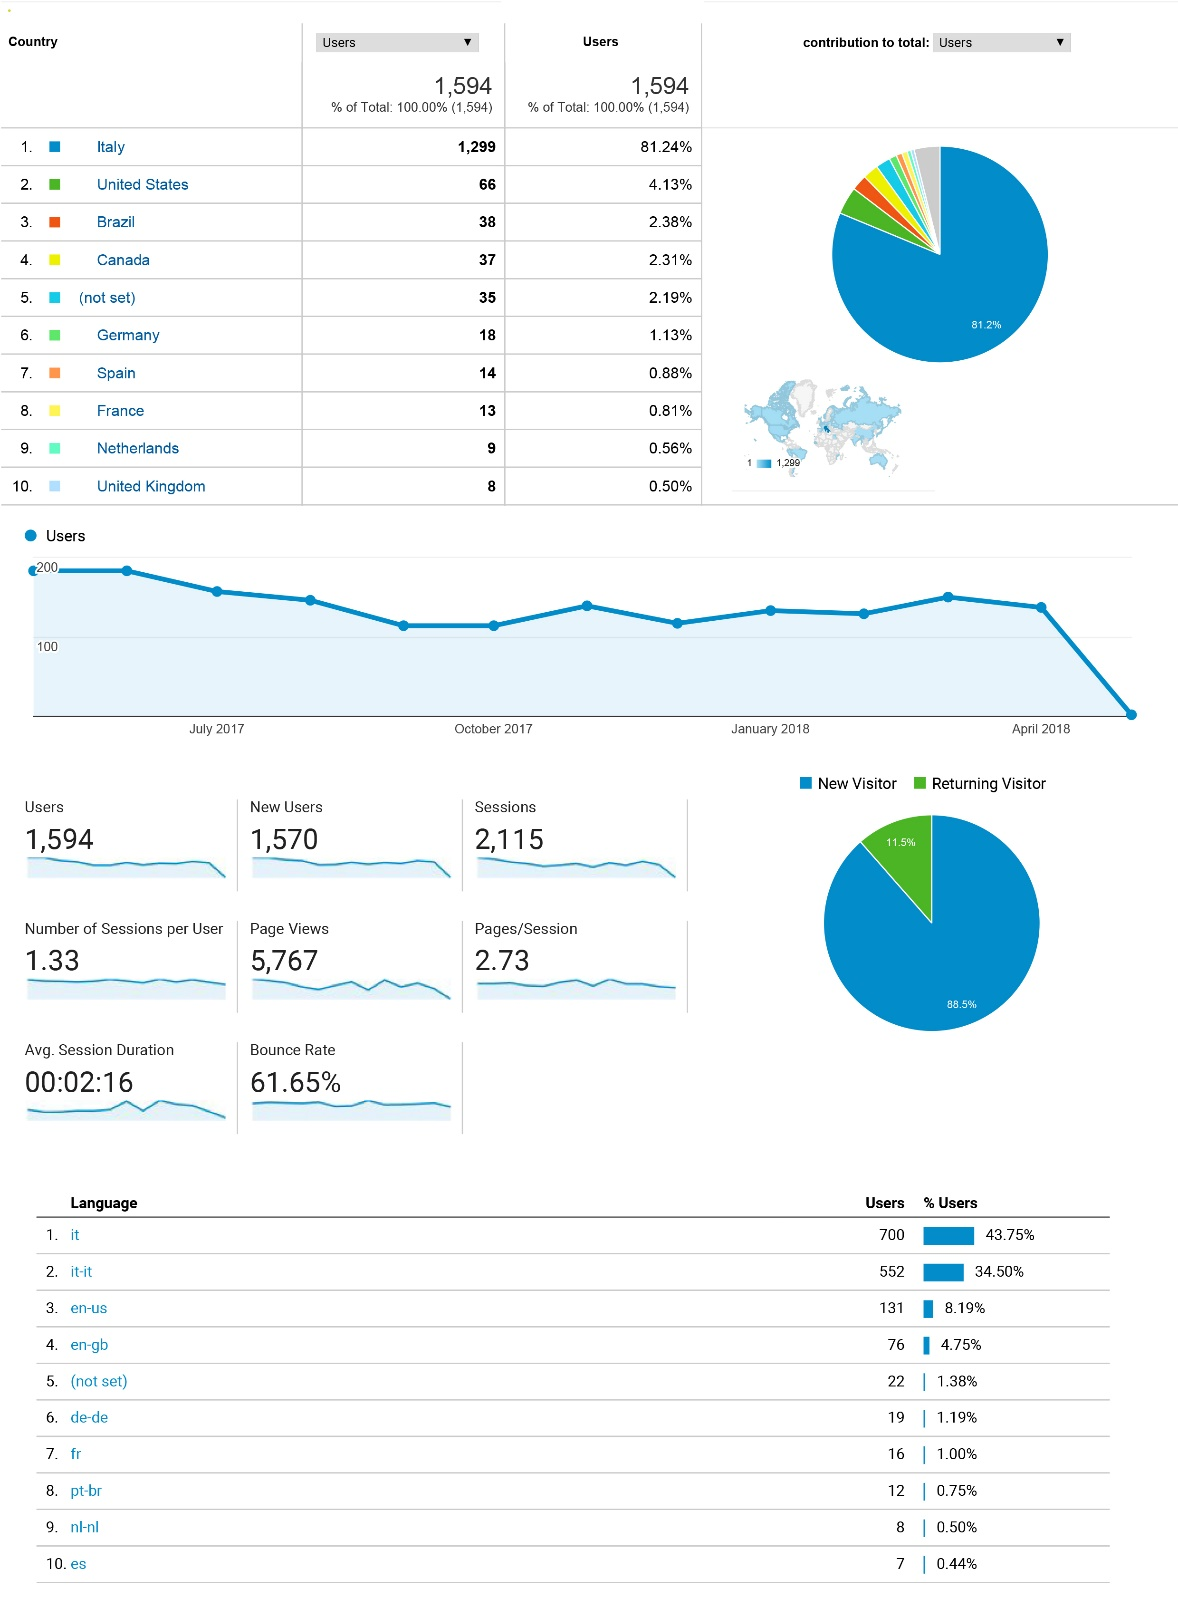 Country
Users ▼
Users
contribution to total: Users ▼
1,594
% of Total: 100.00% (1,594)
1,594
% of Total: 100.00% (1,594)
1. Italy 1,299 81.24%
2. United States 66 4.13%
3. Brazil 38 2.38%
4. Canada 37 2.31%
5. (not set) 35 2.19%
6. Germany 18 1.13%
7. Spain 14 0.88%
8. France 13 0.81%
9. Netherlands 9 0.56%
10. United Kingdom 8 0.50%
81.2%
1 1,299
Users
200
100
July 2017 October 2017 January 2018 April 2018
New Visitor Returning Visitor
11.5%
88.5%
Users New Users Sessions
1,594 1,570 2,115
Number of Sessions per User Page Views Pages/Session
1.33 5,767 2.73
Avg. Session Duration Bounce Rate
00:02:16 61.65%
Language Users % Users
1. it 700 43.75%
2. it-it 552 34.50%
3. en-us 131 8.19%
4. en-gb 76 4.75%
5. (not set) 22 1.38%
6. de-de 19 1.19%
7. fr 16 1.00%
8. pt-br 12 0.75%
9. nl-nl 8 0.50%
10. es 7 0.44%